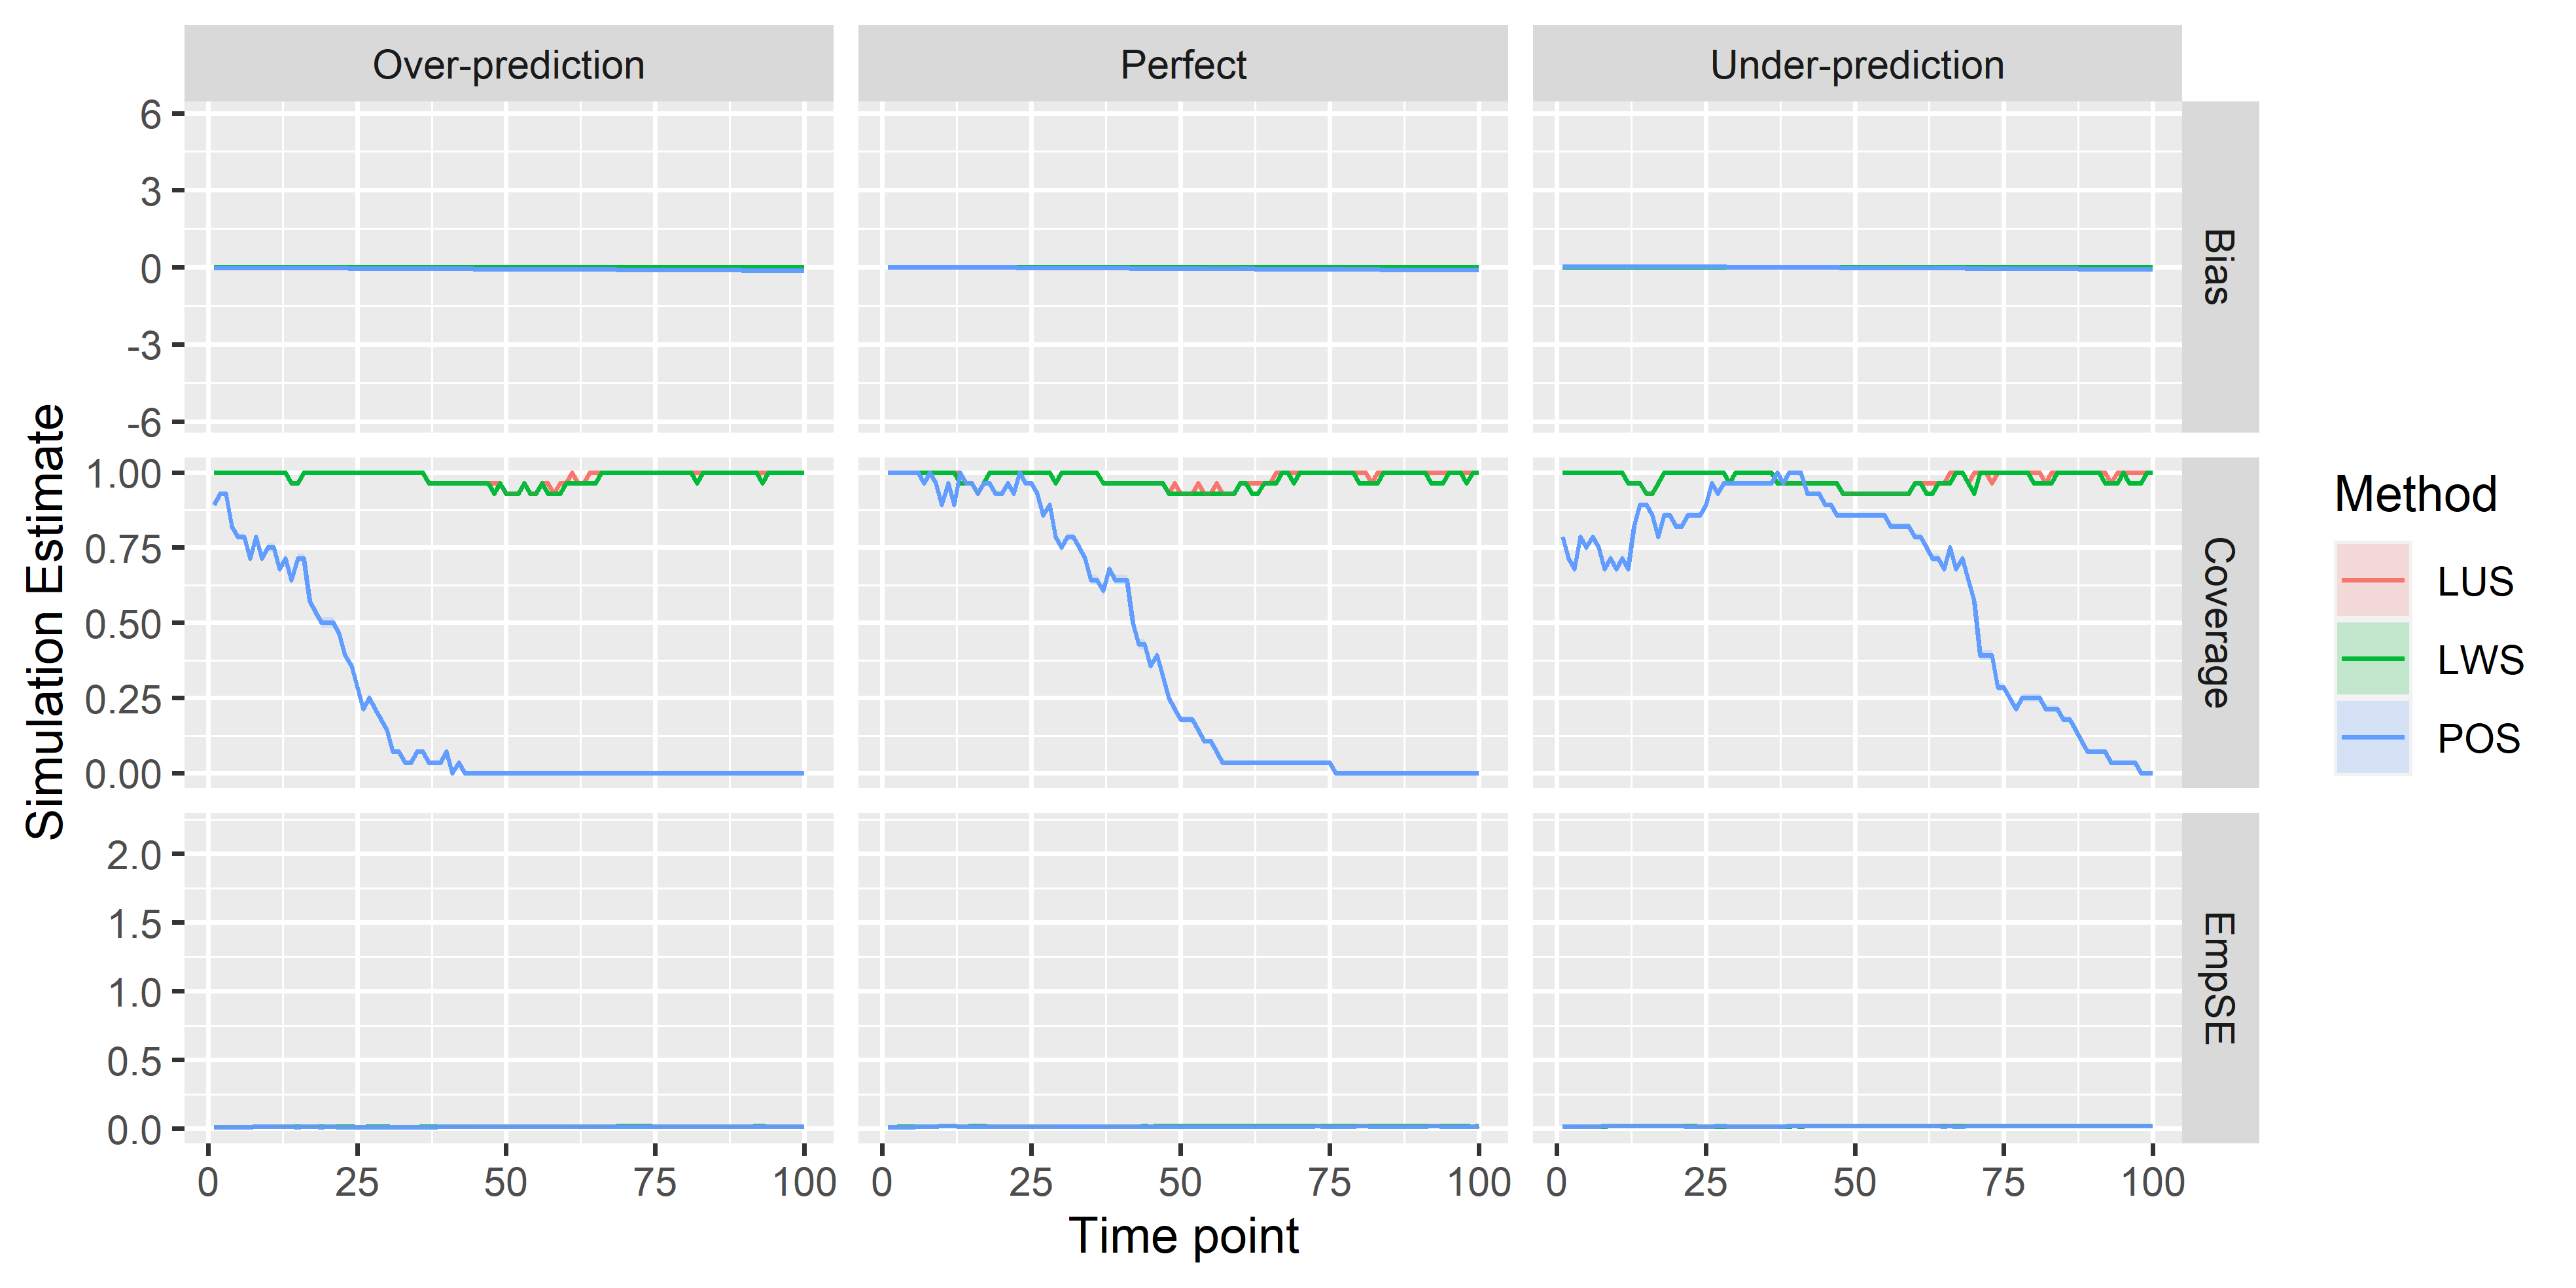 Over-prediction
Perfect
Under-prediction
6
3
0
-3
-6
Bias
1.00
0.75
0.50
0.25
0.00
Coverage
2.0
1.5
1.0
0.5
0.0
EmpSE
0 25 50 75 100
0 25 50 75 100
0 25 50 75 100
Time point
Simulation Estimate
Method
LUS
LWS
POS